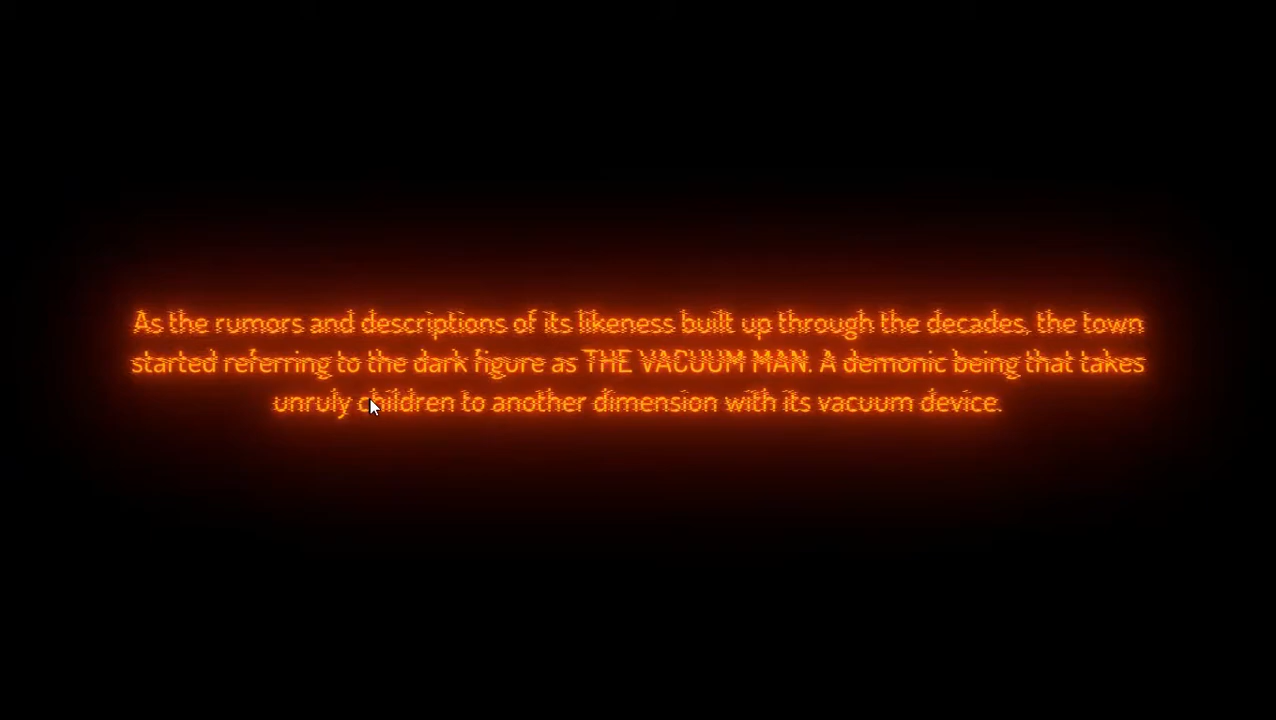 As the rumors and descriptions of its likeness built up through the decades, the town
started referring to the dark figure as THE VACUUM MAN. A demonic being that takes
unruly children to another dimension with its vacuum device.